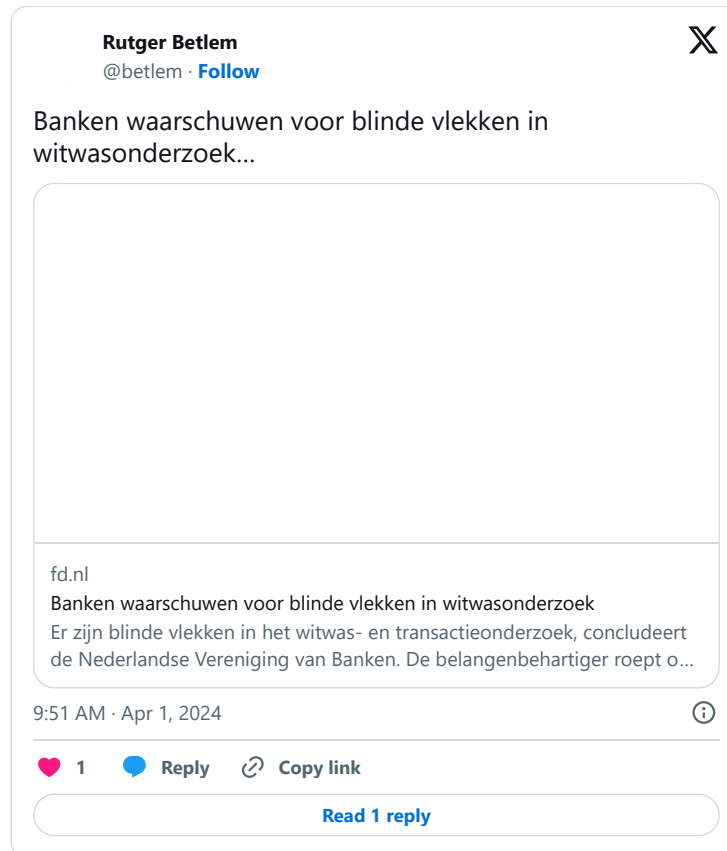 Rutger Betlem
@betlem · Follow
Banken waarschuwen voor blinde vlekken in
witwasonderzoek...
fd.nl
Banken waarschuwen voor blinde vlekken in witwasonderzoek
Er zijn blinde vlekken in het witwas- en transactieonderzoek, concludeert
de Nederlandse Vereniging van Banken. De belangenbehartiger roept o...
9:51 AM · Apr 1, 2024
1 Reply Copy link
Read 1 reply